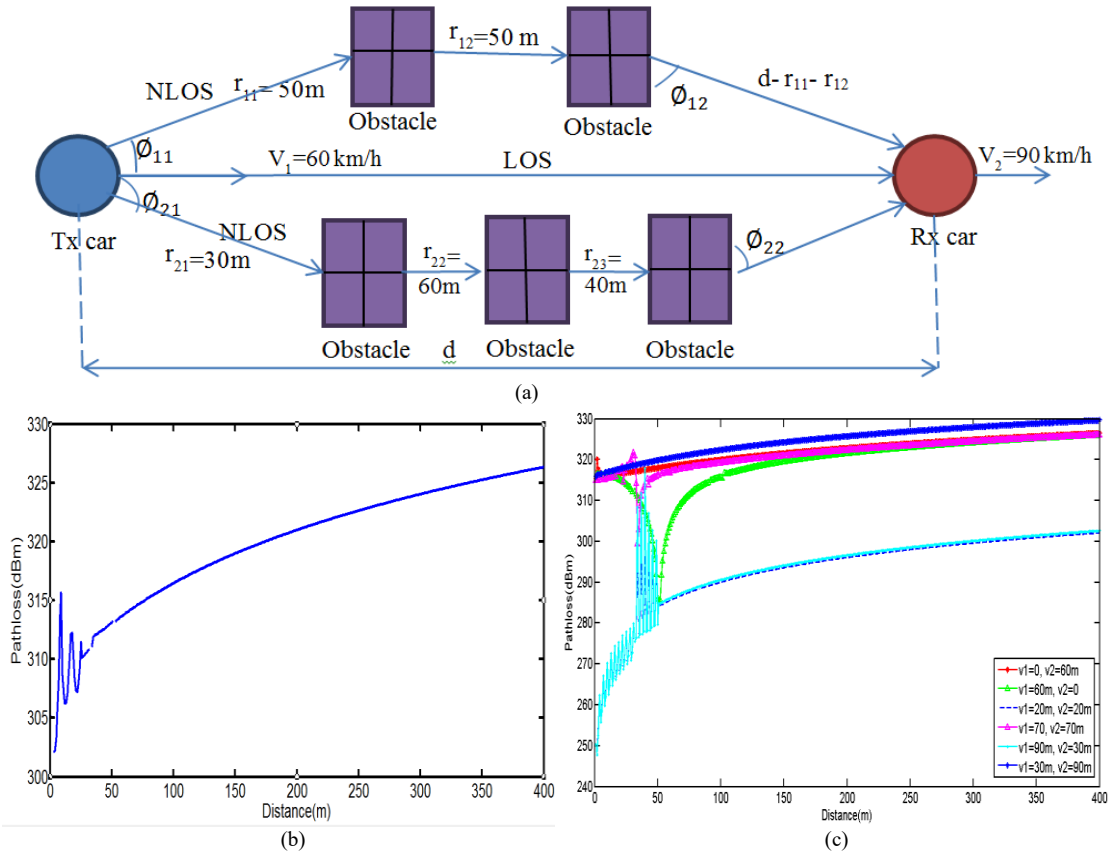 r₁₂=50 m
NLOS
r₁₁= 50m
d- r₁₁- r₁₂
Obstacle
Obstacle
Ø₁₂
Ø₁₁
V₁=60 km/h
LOS
V₂=90 km/h
Ø₂₁
Tx car
NLOS
r₂₁=30m
r₂₂=
60m
r₂₃=
40m
Ø₂₂
Rx car
Obstacle
Obstacle
Obstacle
d
(a)
330
325
320
315
310
305
300
Pathloss(dBm)
0
50
100
150
200
250
300
350
400
Distance(m)
(b)
330
320
310
300
290
280
270
260
250
240
Pathloss(dBm)
v1=0, v2=60m
v1=60m, v2=0
v1=20m, v2=20m
v1=70, v2=70m
v1=90m, v2=30m
v1=30m, v2=90m
0
50
100
150
200
250
300
350
400
Distance(m)
(c)